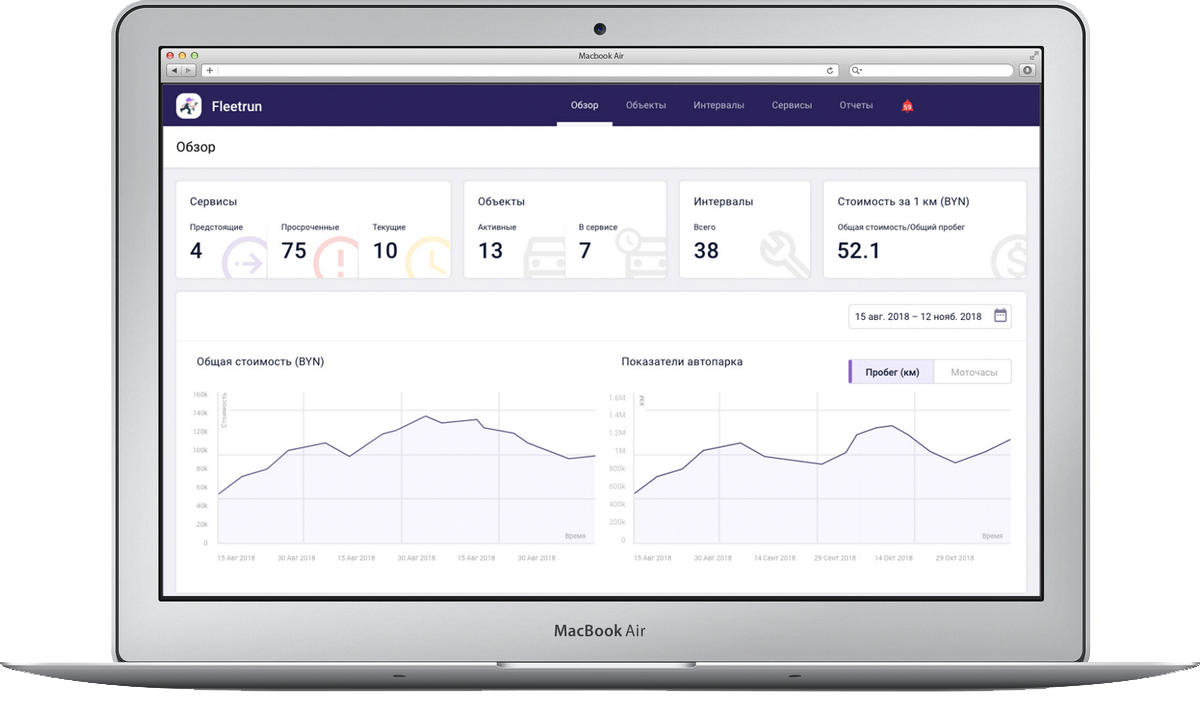 Macbook Air
Fleetrun
Обзор Объекты Интервалы Сервисы Отчеты 59
Обзор
Сервисы
Предстоящие Просроченные Текущие
4 75 10
Объекты
Активные В сервисе
13 7
Интервалы
Всего
38
Стоимость за 1 км (BYN)
Общая стоимость/Общий пробег
52.1
15 авг. 2018 – 12 нояб. 2018
Общая стоимость (BYN)
160k
140k
120k
100k
80k
60k
40k
20k
0
Стоимость
Время
15 Авг 2018 30 Авг 2018 15 Авг 2018 30 Авг 2018 15 Авг 2018 30 Авг 2018
Показатели автопарка
Пробег (км) Моточасы
1.6M
1.4M
1.2M
1M
800k
600k
400k
200k
0
КМ
Время
15 Авг 2018 30 Авг 2018 14 Сент 2018 29 Сент 2018 14 Окт 2018 29 Окт 2018
MacBook Air